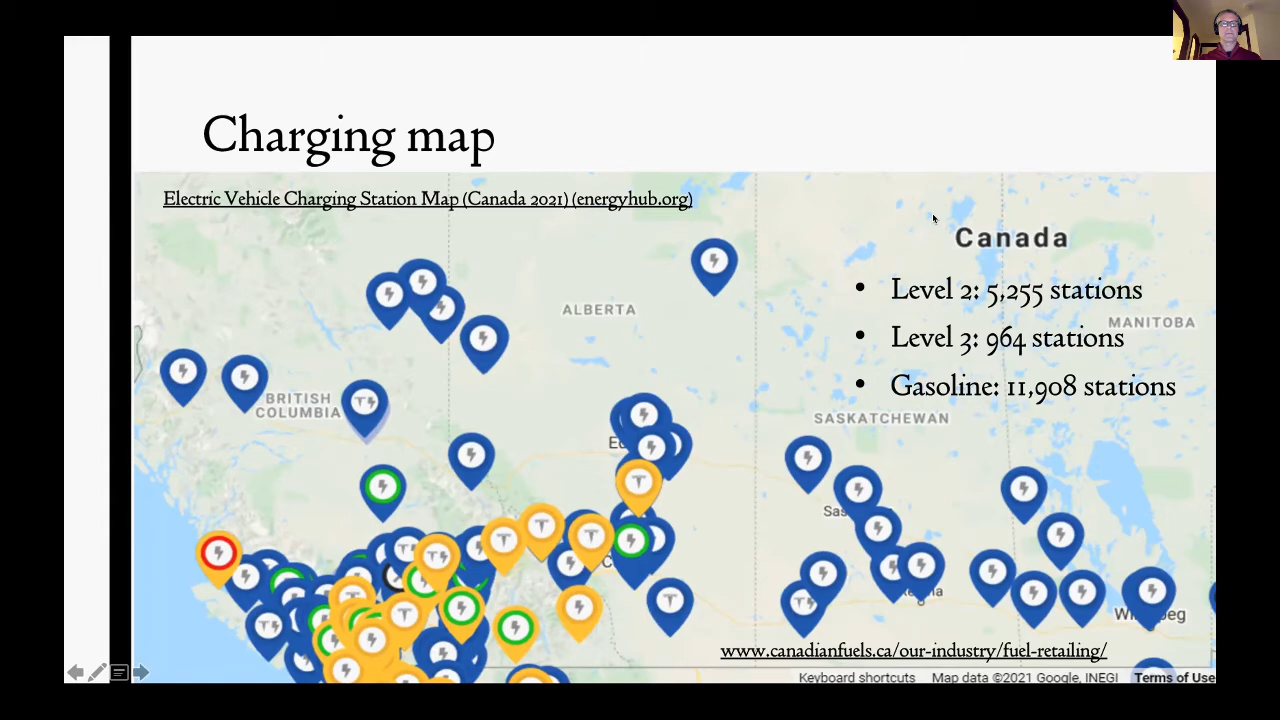 Charging map
Electric Vehicle Charging Station Map (Canada 2021) (energyhub.org)
Canada
• Level 2: 5,255 stations
ALBERTA
MANITOBA
• Level 3: 964 stations
• Gasoline: 11,908 stations
BRITISH
COLUMBIA
SASKATCHEWAN
www.canadianfuels.ca/our-industry/fuel-retailing/
Keyboard shortcuts Map data ©2021 Google, INEGI Terms of Use